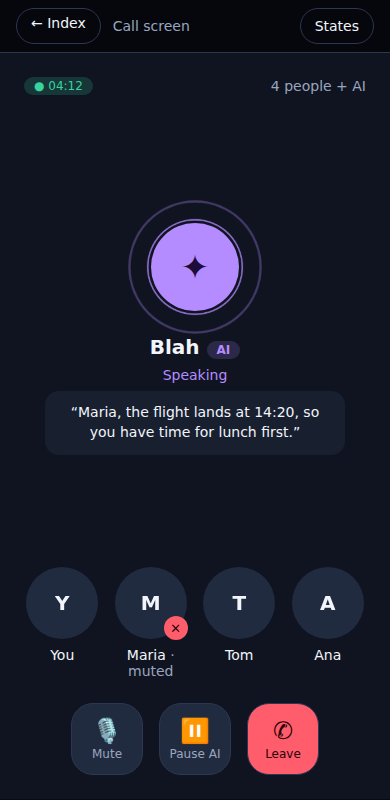 ← Index Call screen States
04:12 4 people + AI
Blah AI
Speaking
“Maria, the flight lands at 14:20, so
you have time for lunch first.”
Y M T A
You Maria · Tom Ana
muted
Mute Pause AI Leave